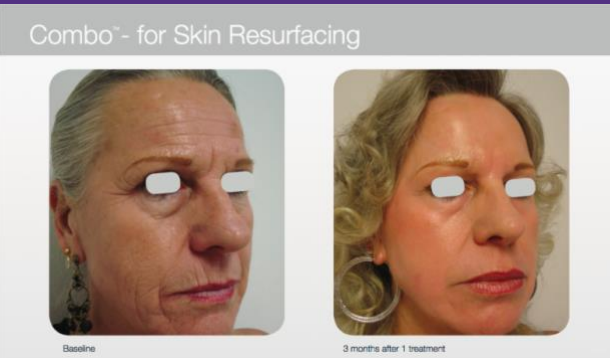 Combo™- for Skin Resurfacing
Baseline
3 months after 1 treatment